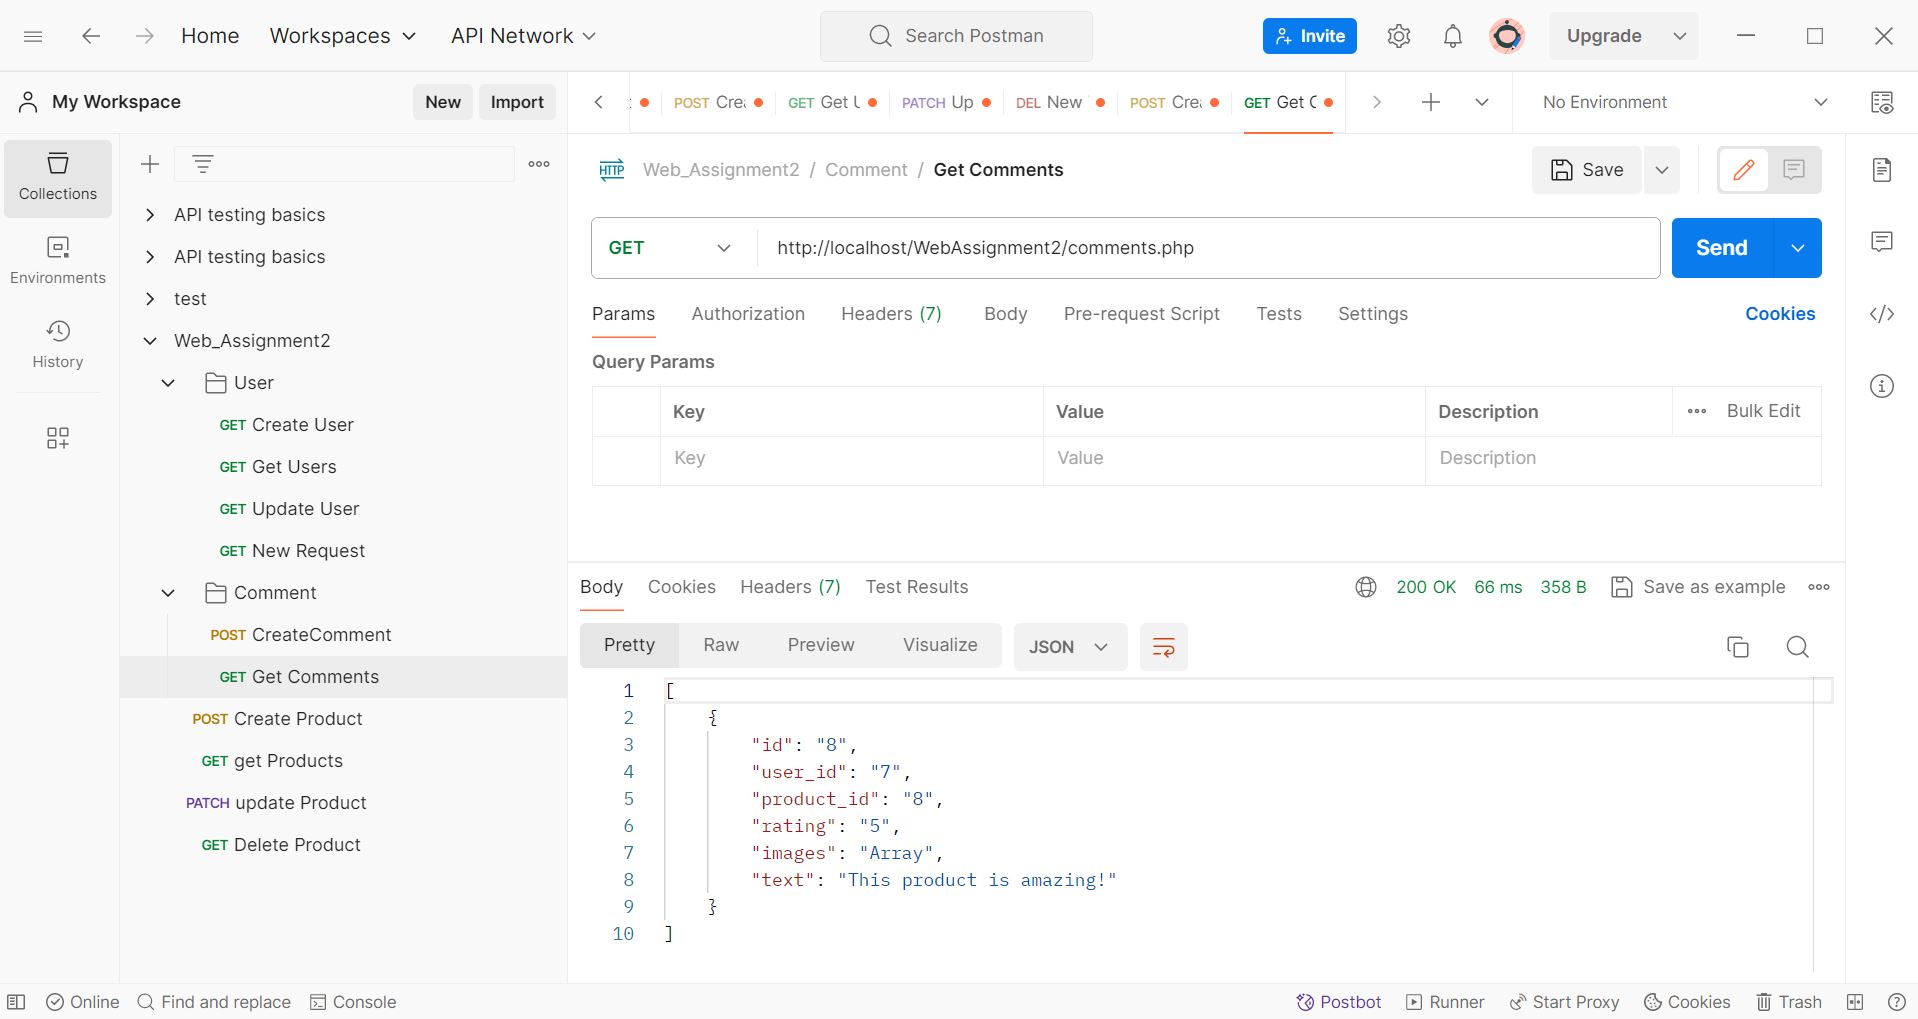 Home Workspaces API Network Search Postman Invite Upgrade
My Workspace New Import
POST Cre GET Get PATCH Up DEL New POST Cre GET Get No Environment
Collections
Environments
History
API testing basics
API testing basics
test
Web_Assignment2
User
GET Create User
GET Get Users
GET Update User
GET New Request
Comment
POST CreateComment
GET Get Comments
POST Create Product
GET get Products
PATCH update Product
GET Delete Product
HTTP Web_Assignment2 / Comment / Get Comments Save
GET http://localhost/WebAssignment2/comments.php Send
Params Authorization Headers (7) Body Pre-request Script Tests Settings Cookies
Query Params
Key Value Description Bulk Edit
Key Value Description
Body Cookies Headers (7) Test Results 200 OK 66 ms 358 B Save as example
Pretty Raw Preview Visualize JSON
1 [
2 {
3 "id": "8",
4 "user_id": "7",
5 "product_id": "8",
6 "rating": "5",
7 "images": "Array",
8 "text": "This product is amazing!"
9 }
10 ]
Online Find and replace Console Postbot Runner Start Proxy Cookies Trash